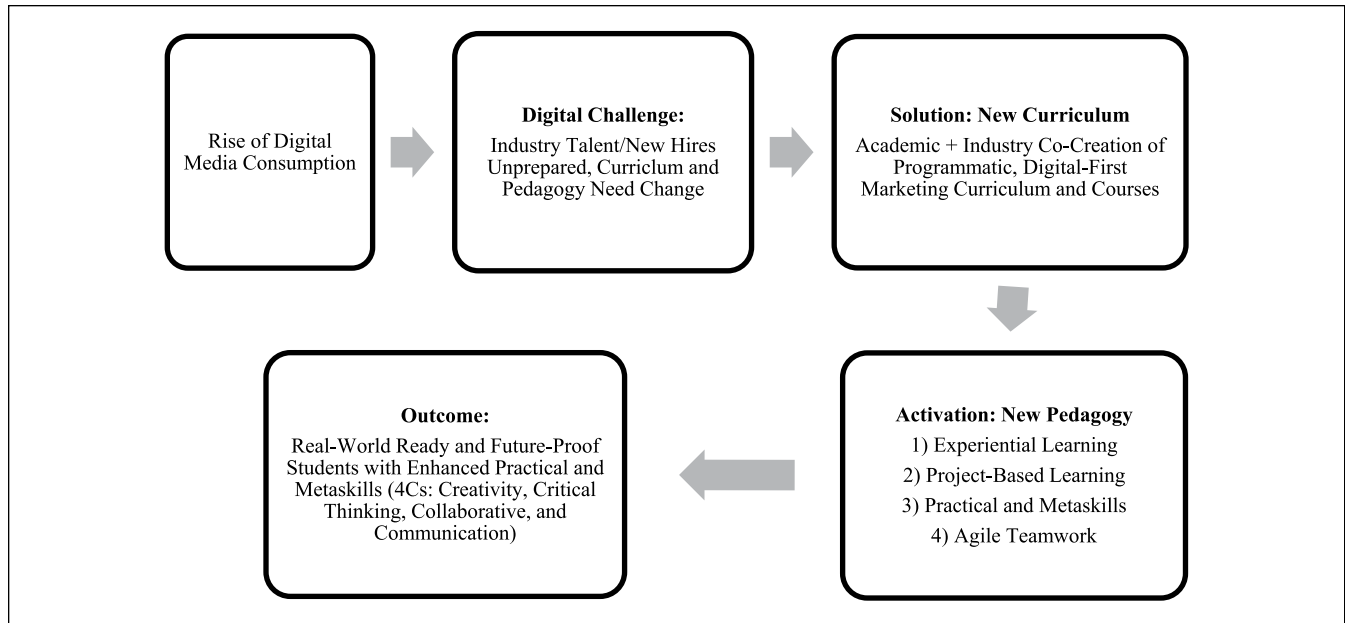 Rise of Digital
Media Consumption
Digital Challenge:
Industry Talent/New Hires
Unprepared, Curriclum and
Pedagogy Need Change
Solution: New Curriculum
Academic + Industry Co-Creation of
Programmatic, Digital-First
Marketing Curriculum and Courses
Activation: New Pedagogy
1) Experiential Learning
2) Project-Based Learning
3) Practical and Metaskills
4) Agile Teamwork
Outcome:
Real-World Ready and Future-Proof
Students with Enhanced Practical and
Metaskills (4Cs: Creativity, Critical
Thinking, Collaborative, and
Communication)